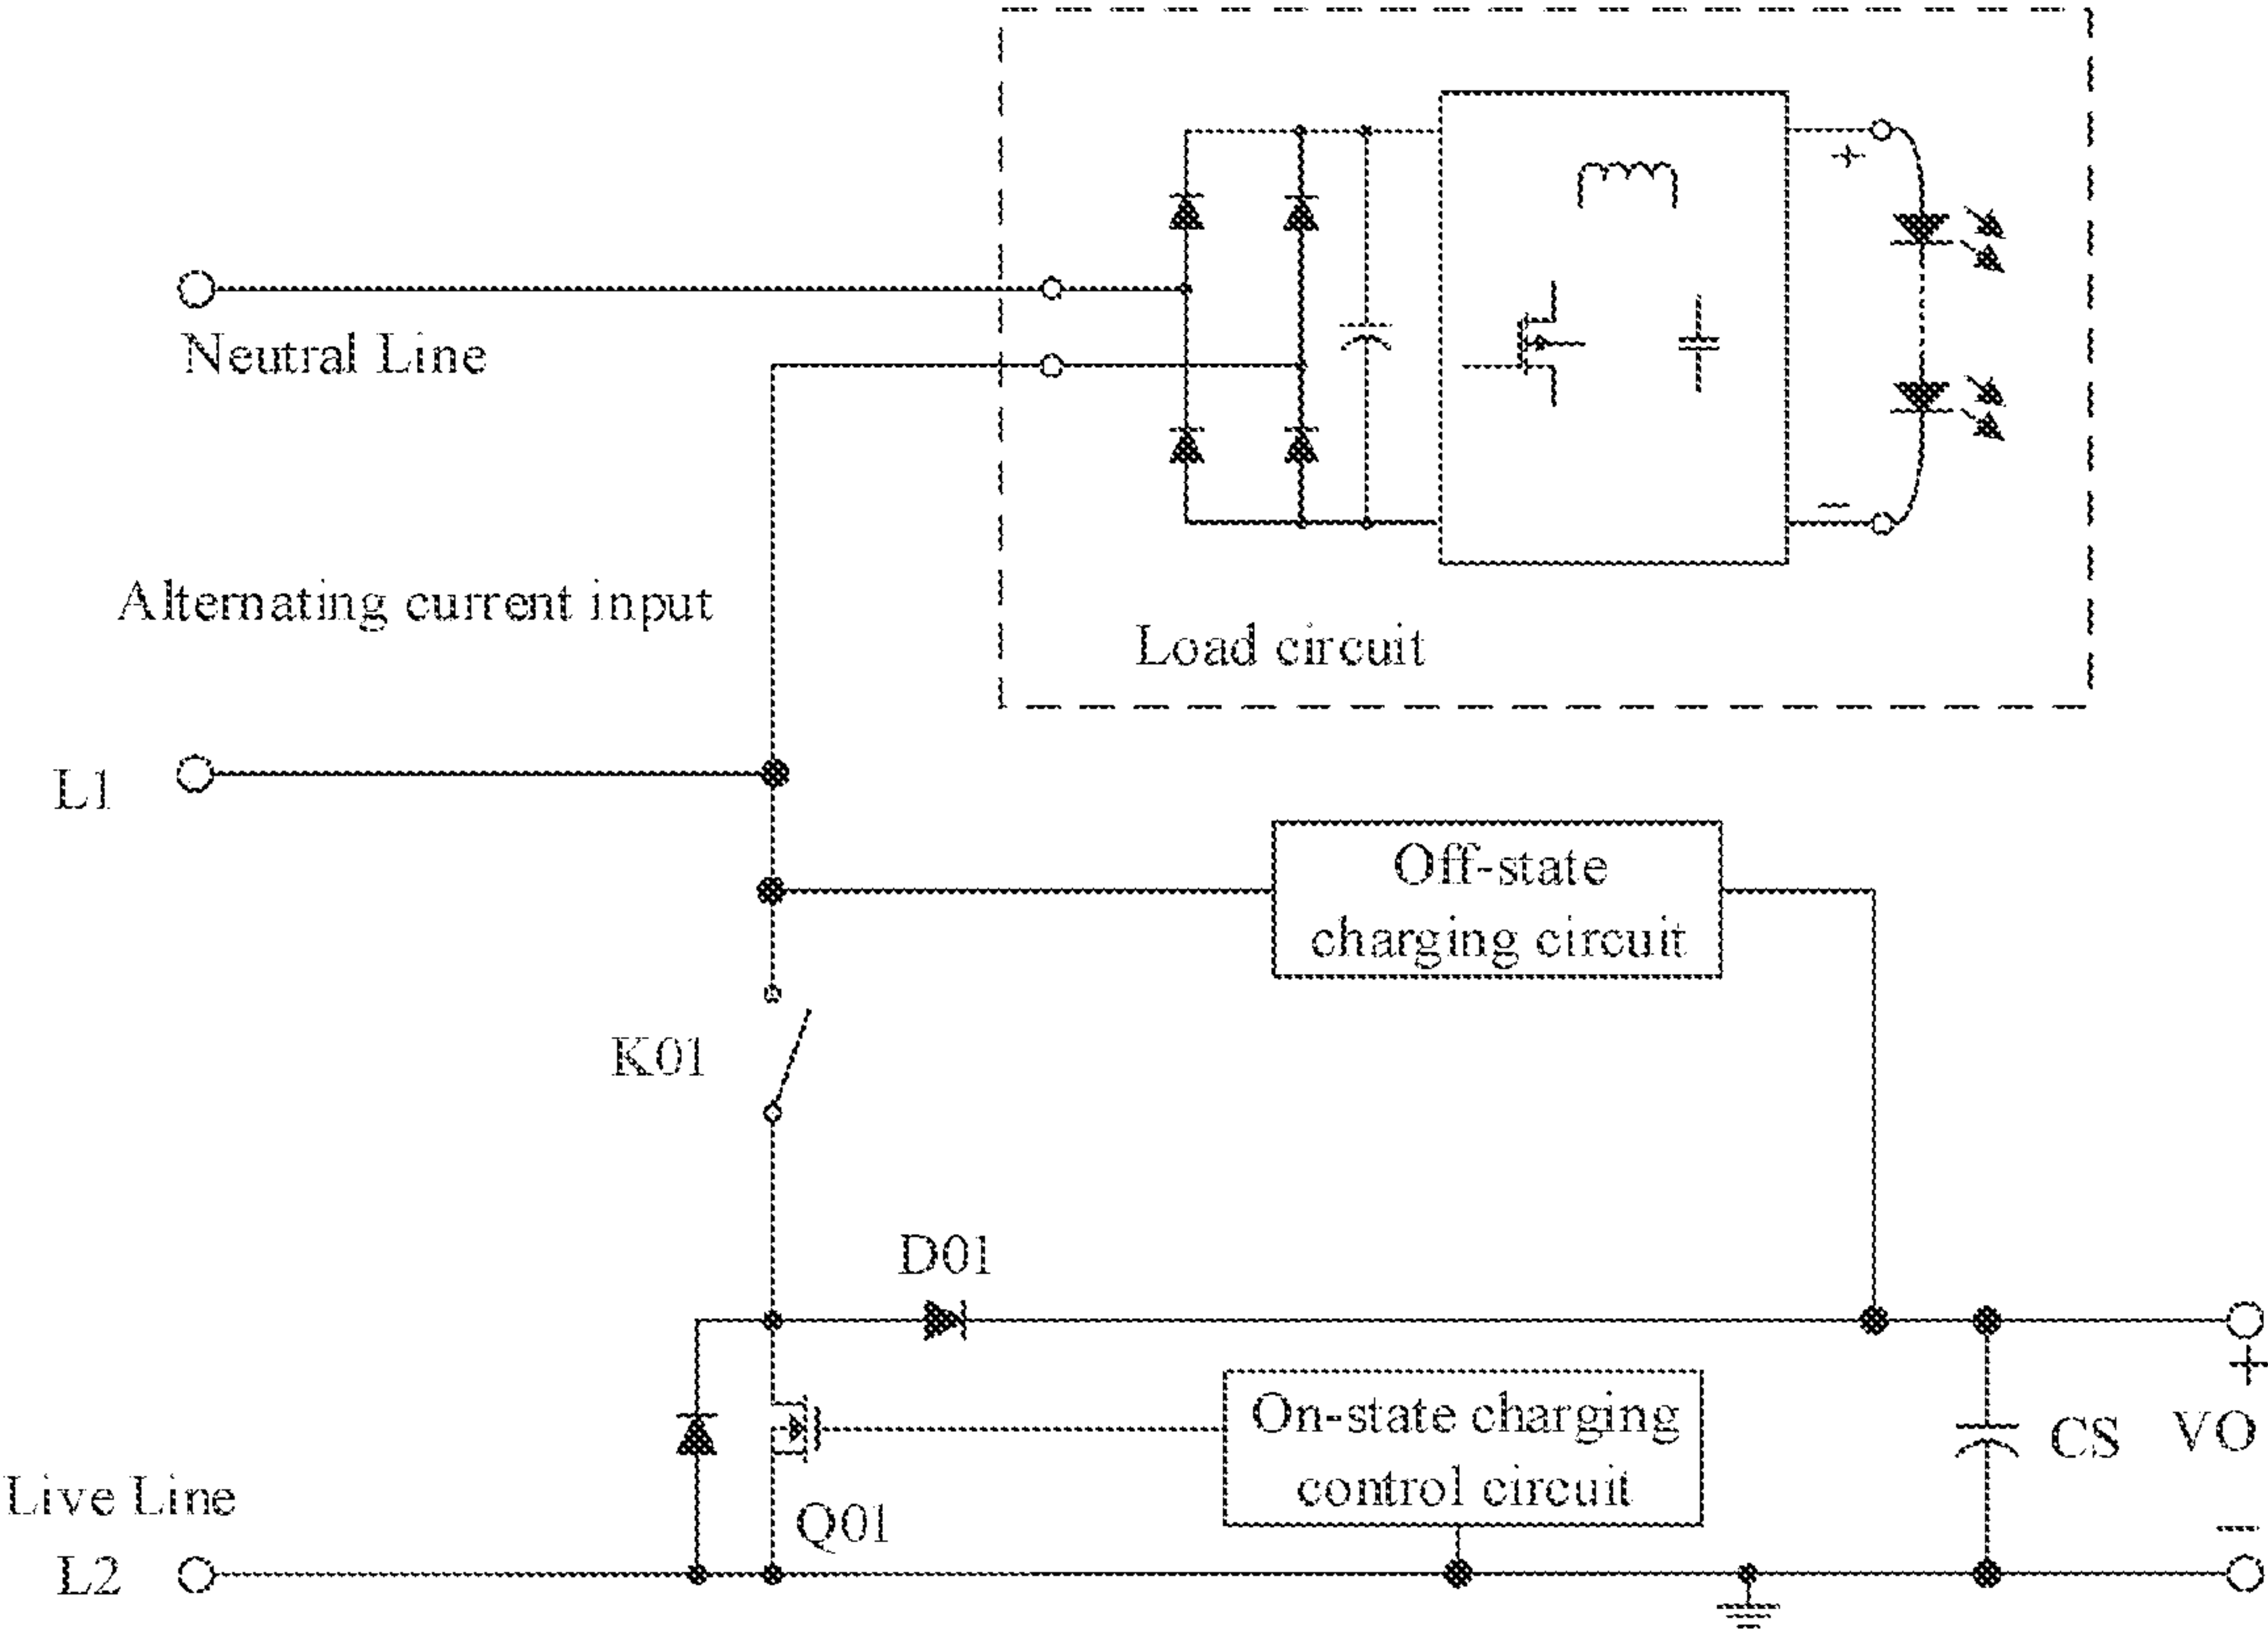 +
Neutral Line
−
Alternating current input
Load circuit
L1
Off-state
charging circuit
K01
D01
+
On-state charging
control circuit
CS
VO
Live Line
Q01
−
L2